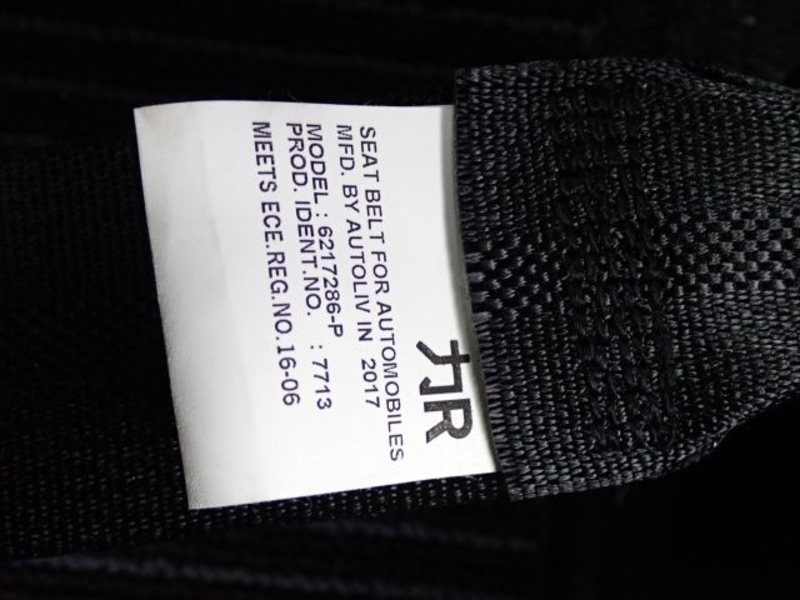 カR
SEAT BELT FOR AUTOMOBILES
MFD. BY AUTOLIV IN 2017
MODEL : 6217286-P
PROD. IDENT.NO. : 7713
MEETS ECE.REG.NO.16-06